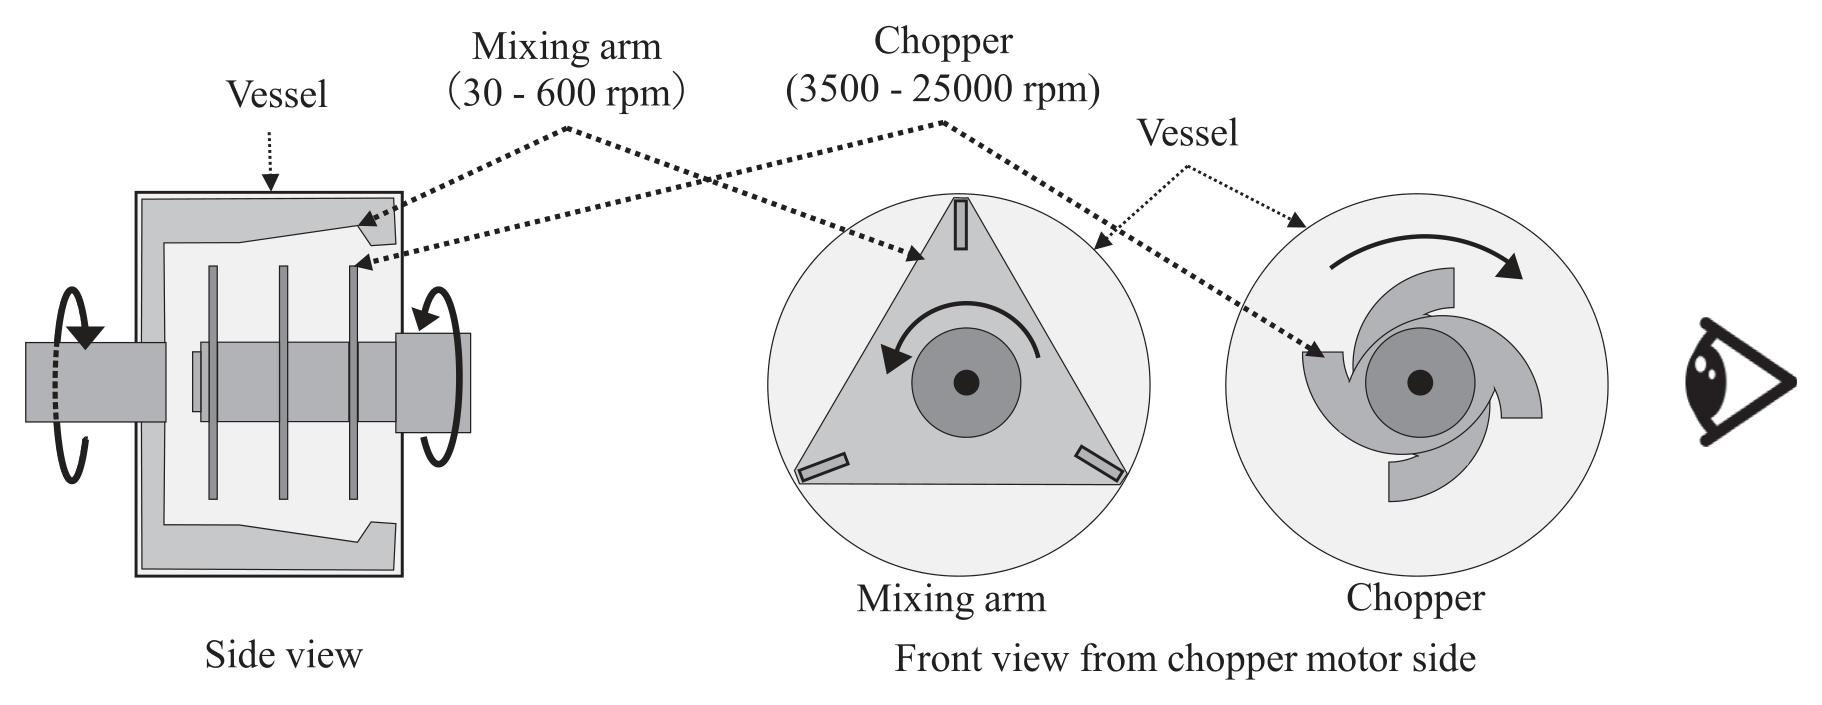 Mixing arm
（30 - 600 rpm）
Chopper
(3500 - 25000 rpm)
Vessel
Vessel
Mixing arm
Chopper
Side view
Front view from chopper motor side